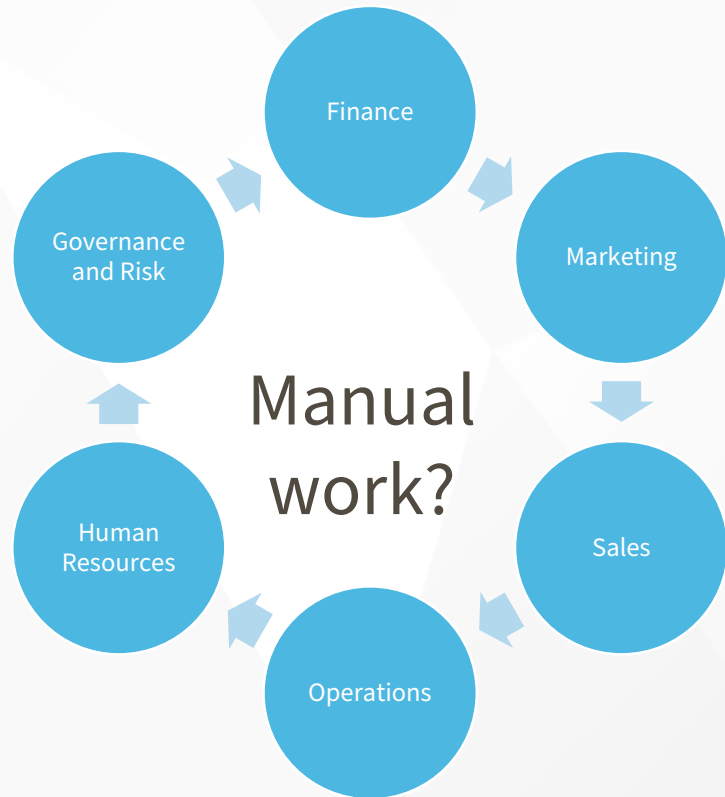 Finance
Marketing
Sales
Operations
Human
Resources
Governance
and Risk
Manual
work?